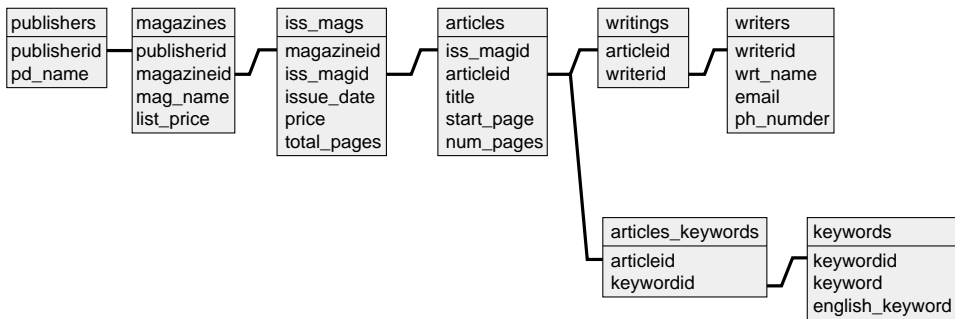 publishers
publisherid
pd_name
magazines
publisherid
magazineid
mag_name
list_price
iss_mags
magazineid
iss_magid
issue_date
price
total_pages
articles
iss_magid
articleid
title
start_page
num_pages
writings
articleid
writerid
writers
writerid
wrt_name
email
ph_numder
articles_keywords
articleid
keywordid
keywords
keywordid
keyword
english_keyword